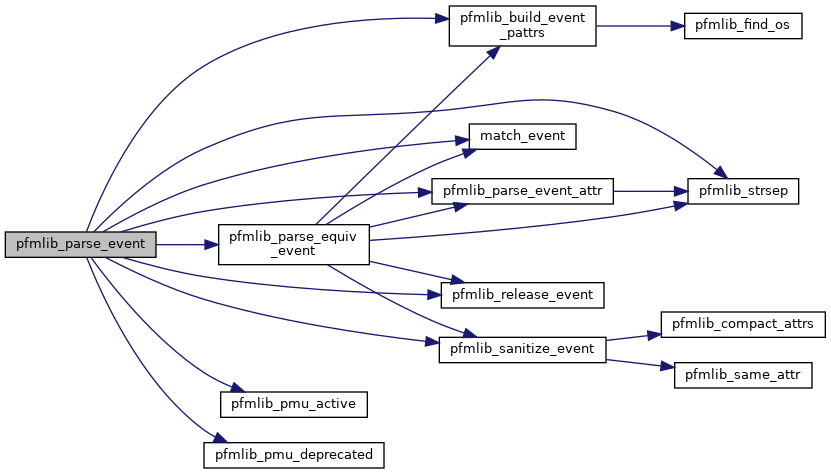 pfmlib_build_event
_pattrs
pfmlib_find_os
match_event
pfmlib_parse_event_attr
pfmlib_strsep
pfmlib_parse_equiv
_event
pfmlib_parse_event
pfmlib_release_event
pfmlib_compact_attrs
pfmlib_sanitize_event
pfmlib_same_attr
pfmlib_pmu_active
pfmlib_pmu_deprecated